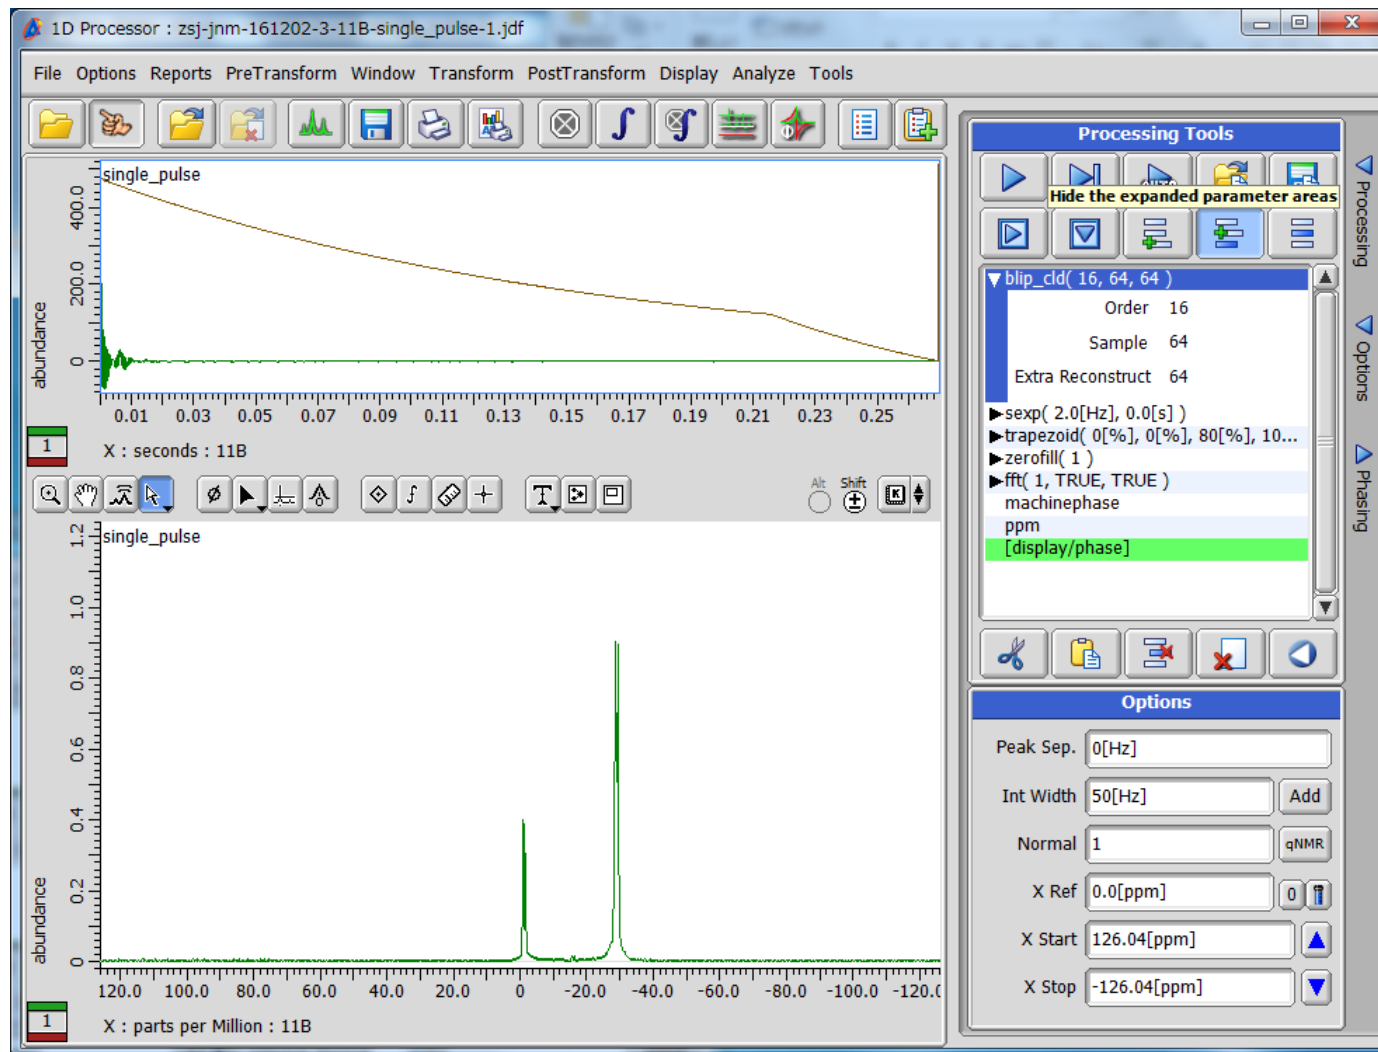 1D Processor : zsj-jnm-161202-3-11B-single_pulse-1.jdf
File Options Reports PreTransform Window Transform PostTransform Display Analyze Tools
Processing Tools
Hide the expanded parameter areas
blip_cld( 16, 64, 64 )
Order 16
Sample 64
Extra Reconstruct 64
sexp( 2.0[Hz], 0.0[s] )
trapezoid( 0[%], 0[%], 80[%], 10...
zerofill( 1 )
fft( 1, TRUE, TRUE )
machinephase
ppm
[display/phase]
Processing
Options
Phasing
single_pulse
400.0
200.0
0
abundance
0.01 0.03 0.05 0.07 0.09 0.11 0.13 0.15 0.17 0.19 0.21 0.23 0.25
1
X : seconds : 11B
Alt Shift
K
single_pulse
1.2
1.0
0.8
0.6
0.4
0.2
0
abundance
120.0 100.0 80.0 60.0 40.0 20.0 0 -20.0 -40.0 -60.0 -80.0 -100.0 -120.0
1
X : parts per Million : 11B
Options
Peak Sep. 0[Hz]
Int Width 50[Hz] Add
Normal 1 qNMR
X Ref 0.0[ppm] 0
X Start 126.04[ppm]
X Stop -126.04[ppm]